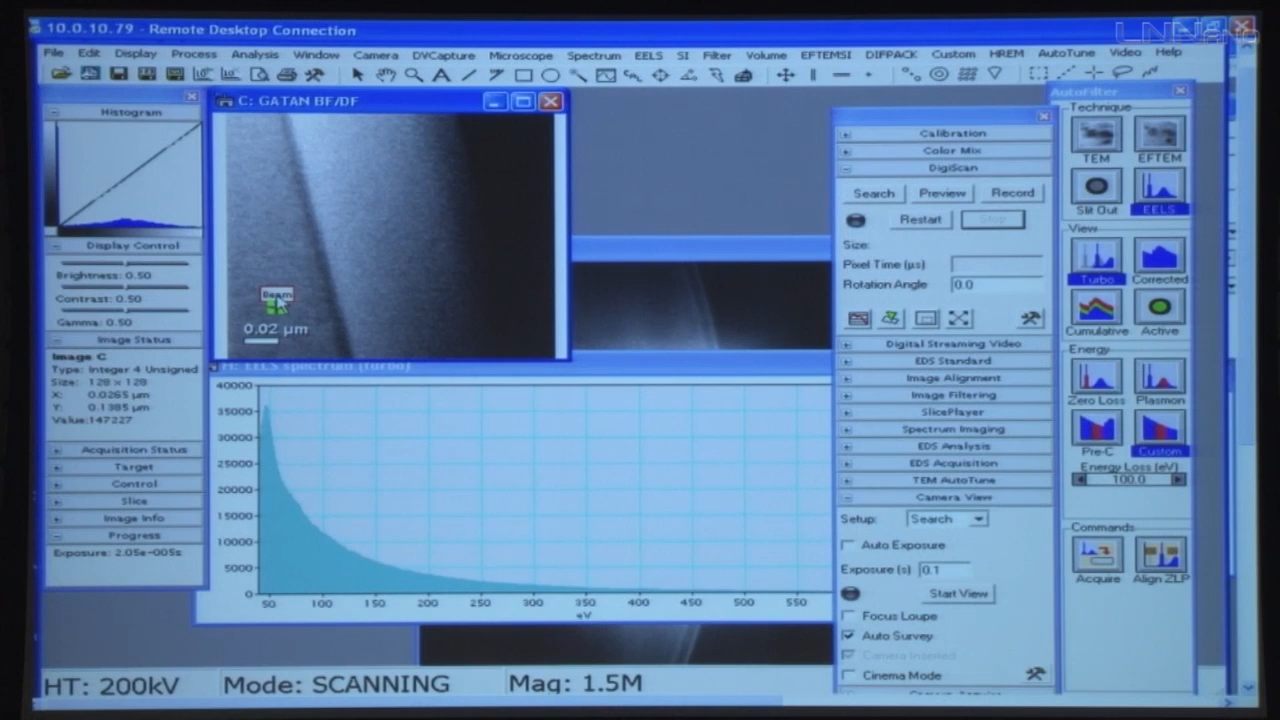 10.0.10.79 - Remote Desktop Connection
LNNano
File Edit Display Process Analysis Window Camera DVCapture Microscope Spectrum EELS SI Filter Volume EFTEMSI DIFPACK Custom HREM AutoTune Video Help
Histogram
Display Control
Brightness: 0.50
Contrast: 0.50
Gamma: 0.50
Image Status
Image C
Type: Integer 4 Unsigned
Size: 128 x 128
X: 0.0265 µm
Y: 0.1385 µm
Value: 147227
Acquisition Status
Target
Control
Slice
Image Info
Progress
Exposure: 2.05e-005s
C: GATAN BF/DF
Beam
0.02 µm
EELS spectrum (turbo)
40000
35000
30000
25000
20000
15000
10000
5000
0
50 100 150 200 250 300 350 400 450 500 550
eV
Calibration
Color Mix
DigiScan
Search Preview Record
Restart Stop
Size:
Pixel Time (µs)
Rotation Angle 0.0
Digital Streaming Video
EDS Standard
Image Alignment
Image Filtering
SlicePlayer
Spectrum Imaging
EDS Analysis
EDS Acquisition
TEM AutoTune
Camera View
Setup: Search
Auto Exposure
Exposure (s) 0.1
Start View
Focus Loupe
Auto Survey
Camera Inserted
Cinema Mode
AutoFilter
Technique
TEM EFTEM
Slit Out EELS
View
Turbo Corrected
Cumulative Active
Energy
Zero Loss Plasmon
Pre-C Custom
Energy Loss (eV)
100.0
Commands
Acquire Align ZLP
HT: 200kV Mode: SCANNING Mag: 1.5M